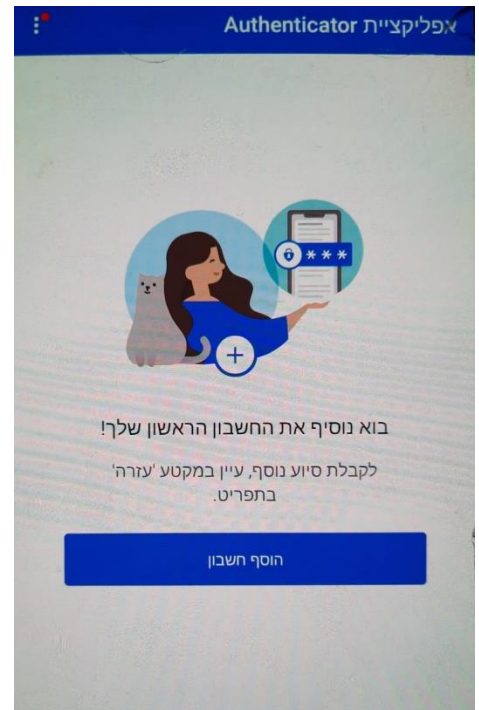 אפליקציית Authenticator
* * *
בוא נוסיף את החשבון הראשון שלך!
לקבלת סיוע נוסף, עיין במקטע 'עזרה'
בתפריט.
הוסף חשבון